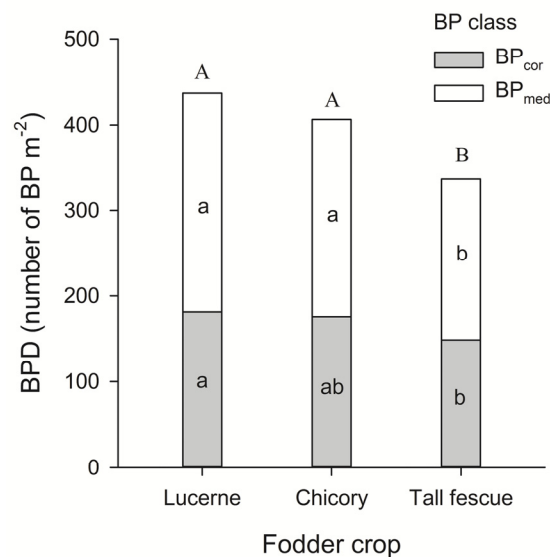 BP class
BPcor
BPmed
500
400
300
200
100
0
BPD (number of BP m-2)
A
A
B
a
a
b
a
ab
b
Lucerne
Chicory
Tall fescue
Fodder crop